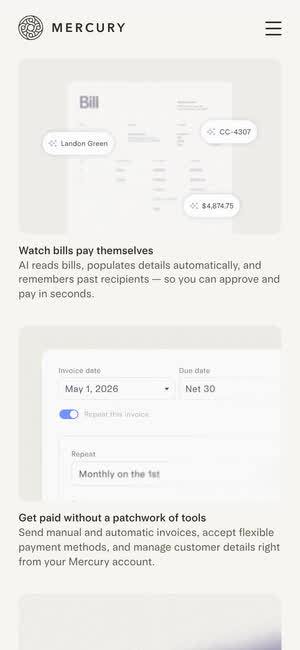 MERCURY
Bill
CC-4307
Landon Green
$4,874.75
Watch bills pay themselves
AI reads bills, populates details automatically, and
remembers past recipients — so you can approve and
pay in seconds.
Invoice date
Due date
May 1, 2026
Net 30
Repeat this invoice
Repeat
Monthly on the 1st
Get paid without a patchwork of tools
Send manual and automatic invoices, accept flexible
payment methods, and manage customer details right
from your Mercury account.